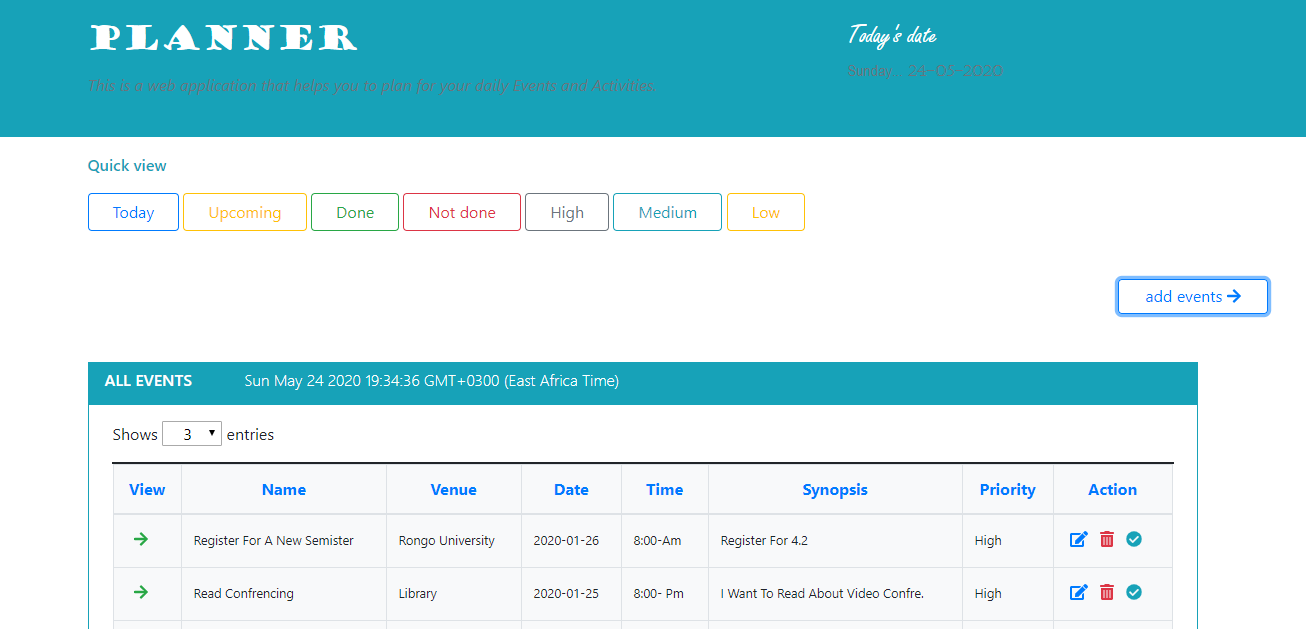 PLANNER
Today's date
This is a web application that helps you to plan for your daily Events and Activities.
Sunday 24-05-2020
Quick view
Today Upcoming Done Not done High Medium Low
add events
ALL EVENTS Sun May 24 2020 19:34:36 GMT+0300 (East Africa Time)
Shows 3 entries
View Name Venue Date Time Synopsis Priority Action
Register For A New Semister Rongo University 2020-01-26 8:00-Am Register For 4.2 High
Read Confrencing Library 2020-01-25 8:00- Pm I Want To Read About Video Confre. High